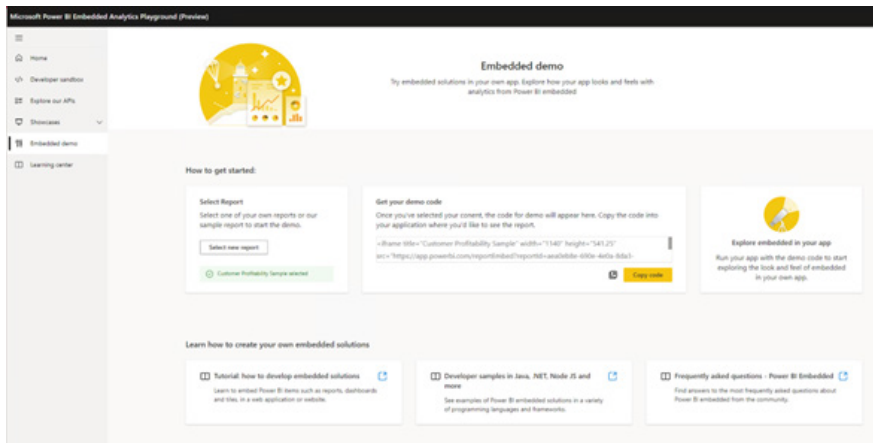 Microsoft Power BI Embedded Analytics Playground (Preview)
Home
Developer sandbox
Explore our APIs
Showcases
Embedded demo
Learning center
Embedded demo
Try embedded solutions in your own app. Explore how your app looks and feels with
analytics from Power BI embedded
How to get started:
Select Report
Select one of your own reports or our
sample report to start the demo.
Select new report
Customer Profitability Sample selected
Get your demo code
Once you've selected your conent, the code for demo will appear here. Copy the code into
your application where you'd like to see the report.
<iframe title="Customer Profitability Sample" width="1140" height="541.25"
src="https://app.powerbi.com/reportEmbed?reportId=
Copy code
Explore embedded in your app
Run your app with the demo code to start
exploring the look and feel of embedded
in your own app.
Learn how to create your own embedded solutions
Tutorial: how to develop embedded solutions
Learn to embed Power BI items such as reports, dashboards
and tiles, in a web application or website.
Developer samples in Java, .NET, Node JS and
more
See examples of Power BI embedded solutions in a variety
of programming languages and frameworks.
Frequently asked questions - Power BI Embedded
Find answers to the most frequently asked questions about
Power BI embedded from the community.